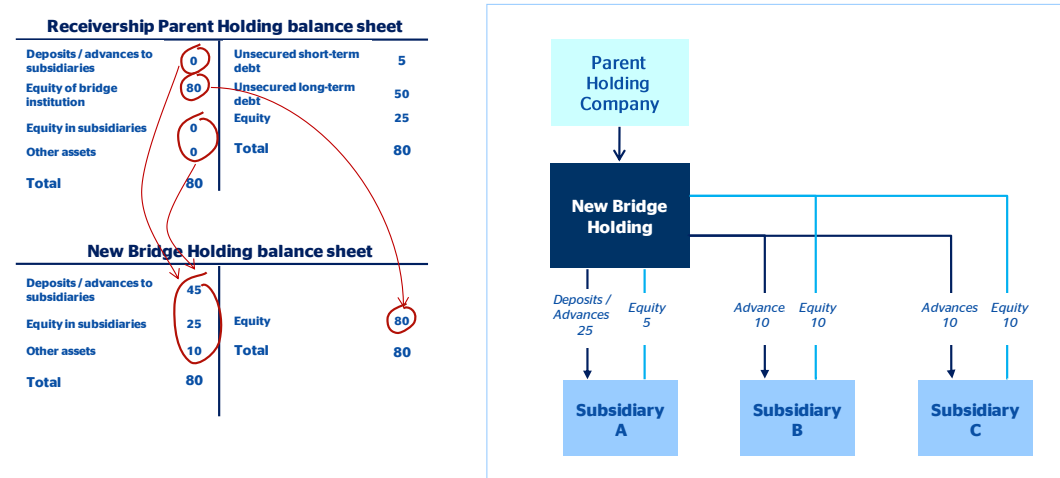 Receivership Parent Holding balance sheet
Deposits / advances to
subsidiaries
0
Unsecured short-term
debt
5
Equity of bridge
institution
80
Unsecured long-term
debt
50
Equity in subsidiaries
0
Equity
25
Other assets
0
Total
80
Total
80
New Bridge Holding balance sheet
Deposits / advances to
subsidiaries
45
Equity in subsidiaries
25
Equity
80
Other assets
10
Total
80
Total
80
Parent
Holding
Company
New Bridge
Holding
Deposits /
Advances
25
Equity
5
Advance
10
Equity
10
Advances
10
Equity
10
Subsidiary
A
Subsidiary
B
Subsidiary
C